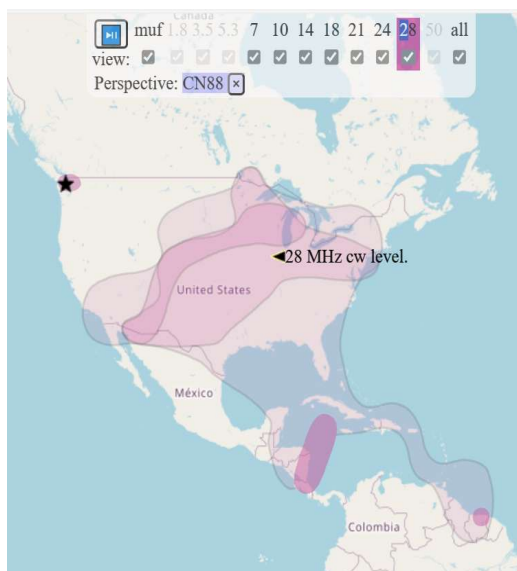 Canada
muf 1.8 3.5 5.3 7 10 14 18 21 24 28 50 all
view:
Perspective: CN88 ×
28 MHz cw level.
United States
México
Colombia